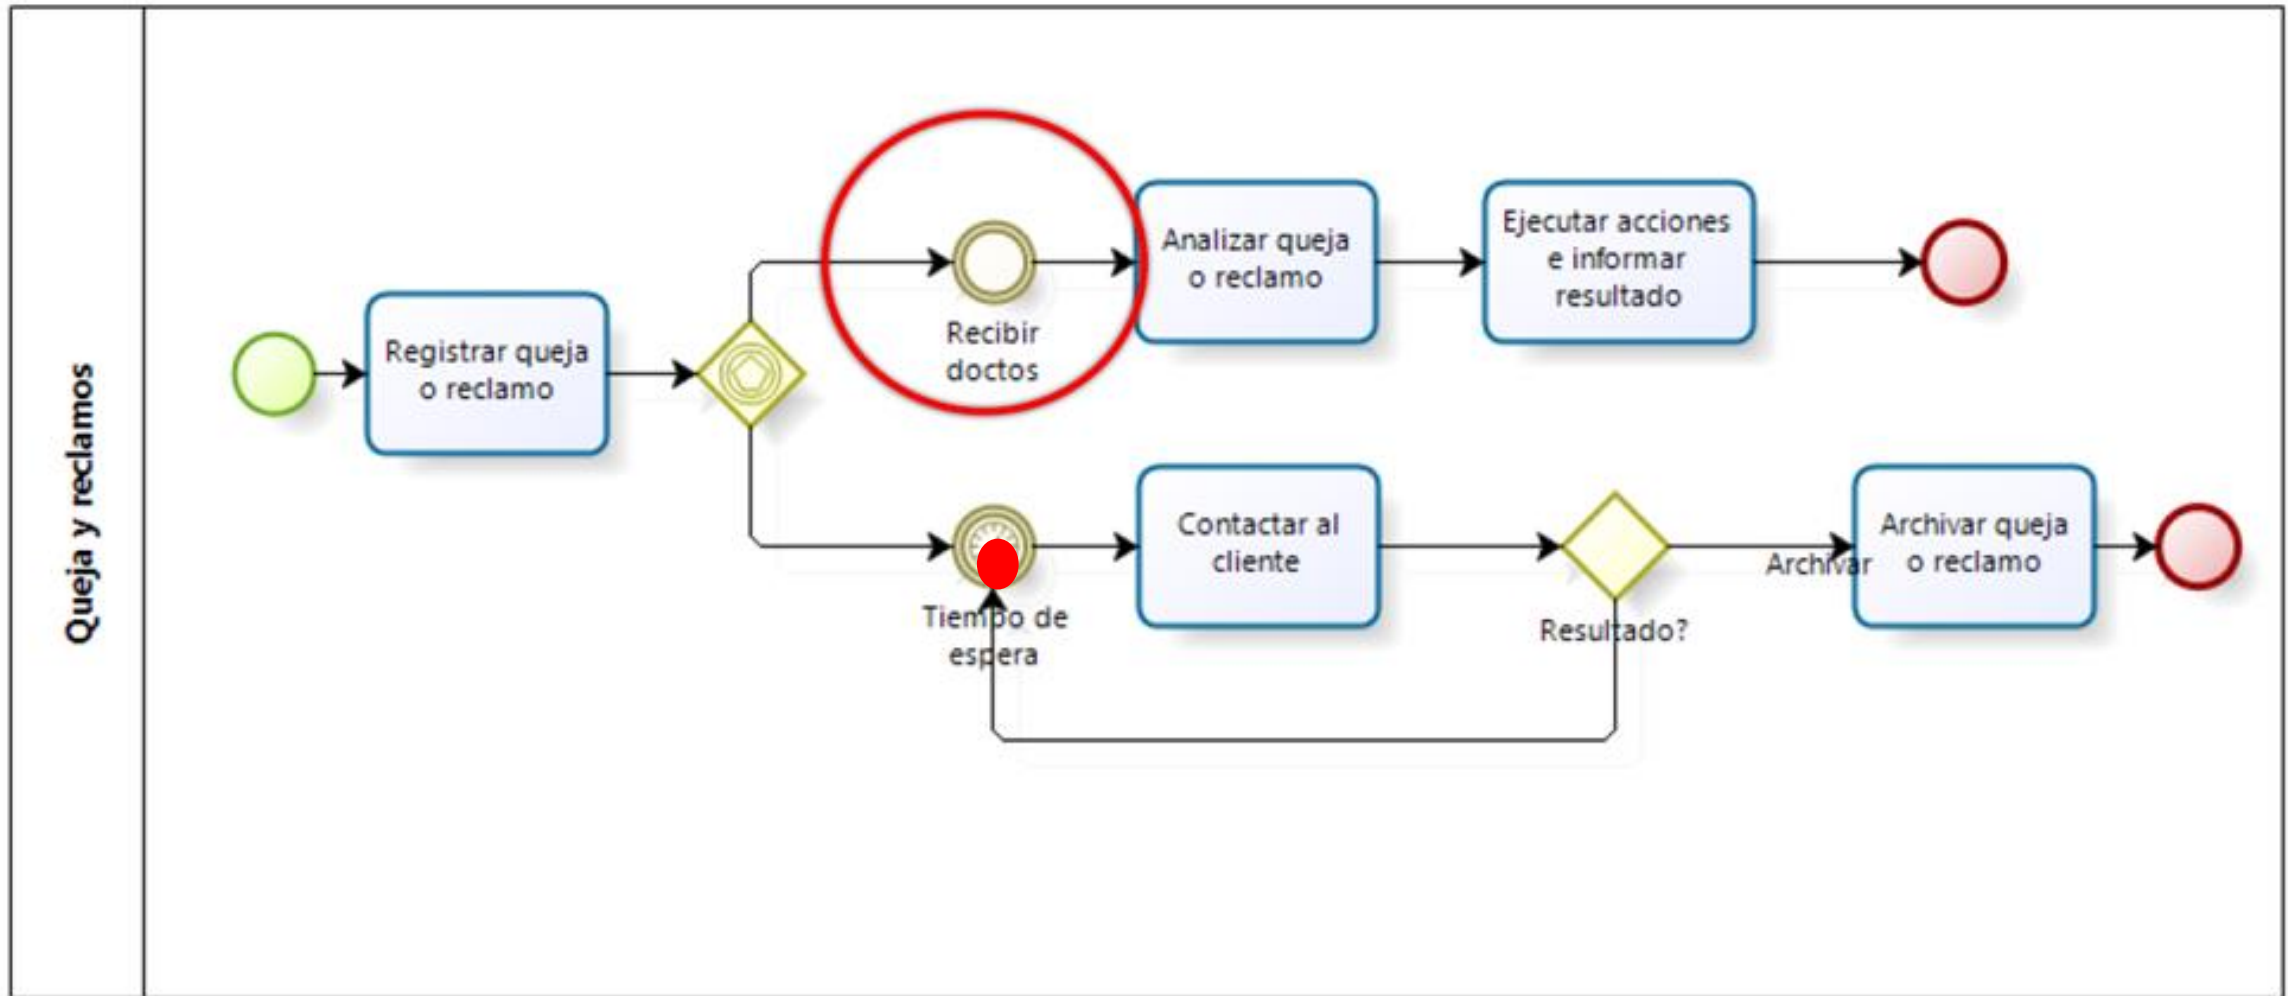 Queja y reclamos
Registrar queja
o reclamo
Recibir
doctos
Analizar queja
o reclamo
Ejecutar acciones
e informar
resultado
Tiempo de
espera
Contactar al
cliente
Resultado?
Archivar
Archivar queja
o reclamo